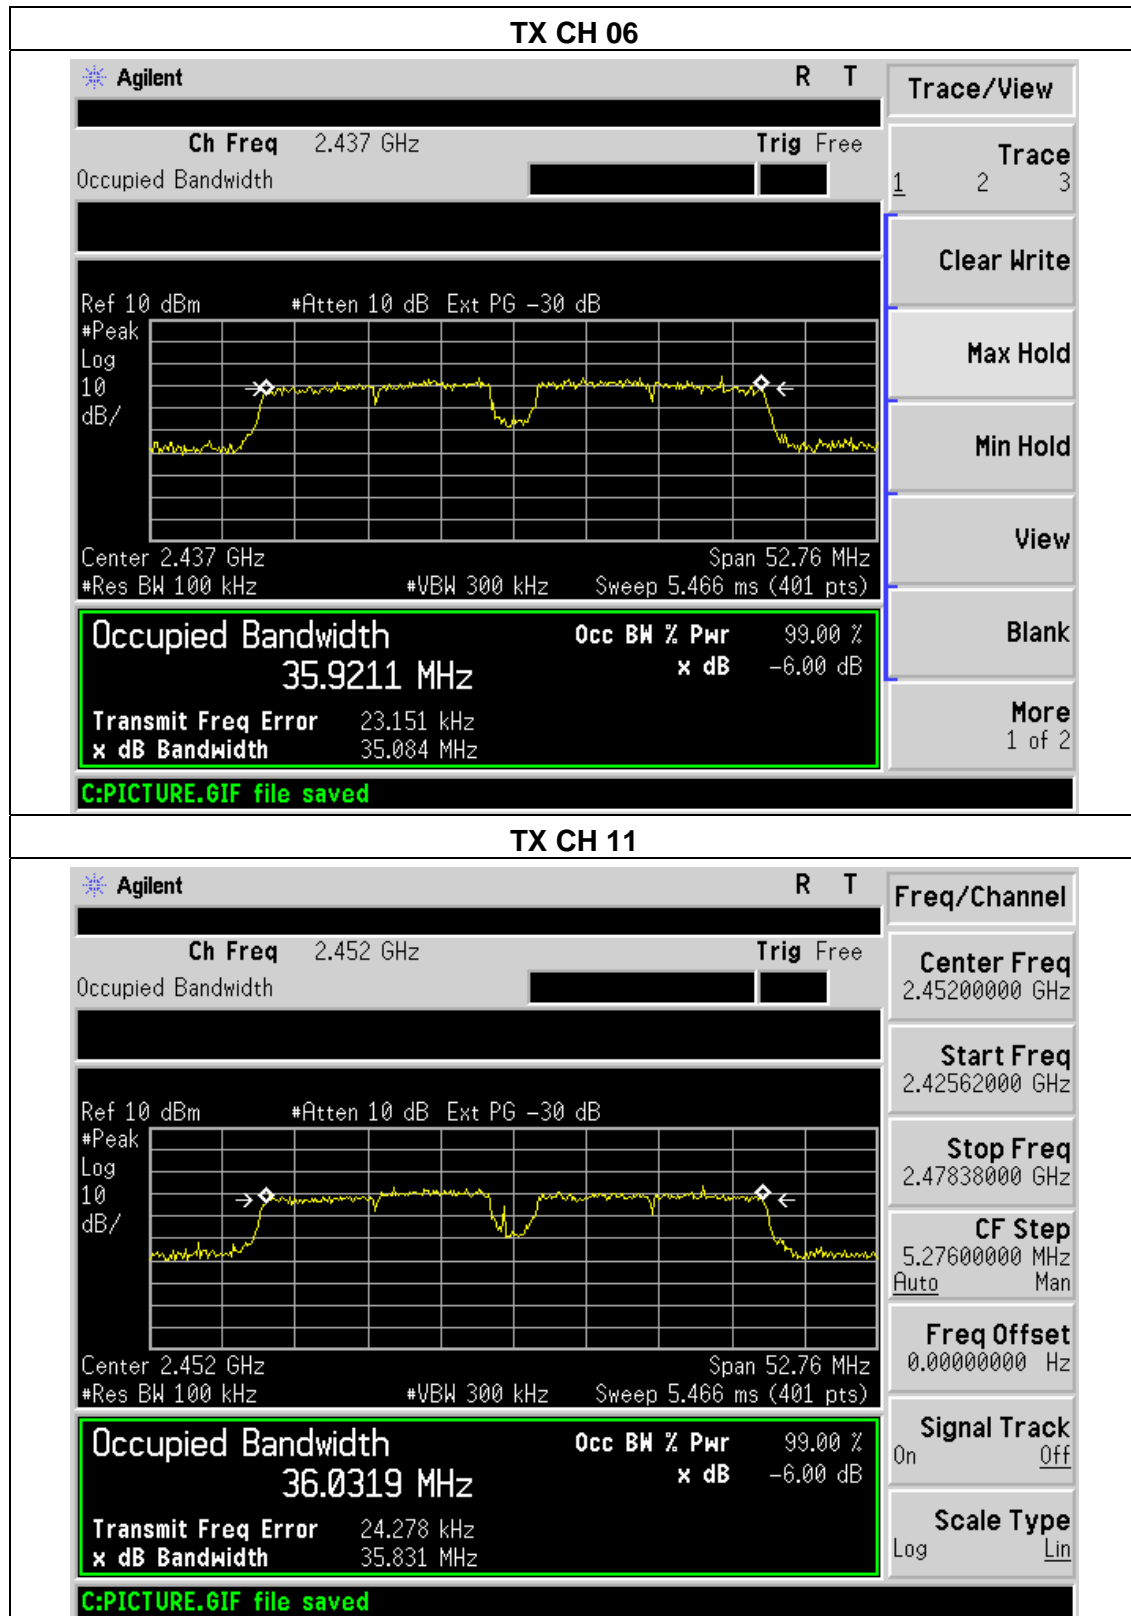 TX CH 06
Agilent R T
Trace/View
Ch Freq 2.437 GHz Trig Free
Occupied Bandwidth
Trace
1 2 3
Clear Write
Max Hold
Min Hold
View
Blank
More
1 of 2
Ref 10 dBm #Atten 10 dB Ext PG -30 dB
#Peak
Log
10
dB/
Center 2.437 GHz Span 52.76 MHz
#Res BW 100 kHz #VBW 300 kHz Sweep 5.466 ms (401 pts)
Occupied Bandwidth Occ BW % Pwr 99.00 %
35.9211 MHz x dB -6.00 dB
Transmit Freq Error 23.151 kHz
x dB Bandwidth 35.084 MHz
C:PICTURE.GIF file saved
TX CH 11
Agilent R T
Freq/Channel
Ch Freq 2.452 GHz Trig Free
Occupied Bandwidth
Center Freq
2.45200000 GHz
Start Freq
2.42562000 GHz
Stop Freq
2.47838000 GHz
CF Step
5.27600000 MHz
Auto Man
Freq Offset
0.00000000 Hz
Signal Track
On Off
Scale Type
Log Lin
Ref 10 dBm #Atten 10 dB Ext PG -30 dB
#Peak
Log
10
dB/
Center 2.452 GHz Span 52.76 MHz
#Res BW 100 kHz #VBW 300 kHz Sweep 5.466 ms (401 pts)
Occupied Bandwidth Occ BW % Pwr 99.00 %
36.0319 MHz x dB -6.00 dB
Transmit Freq Error 24.278 kHz
x dB Bandwidth 35.831 MHz
C:PICTURE.GIF file saved